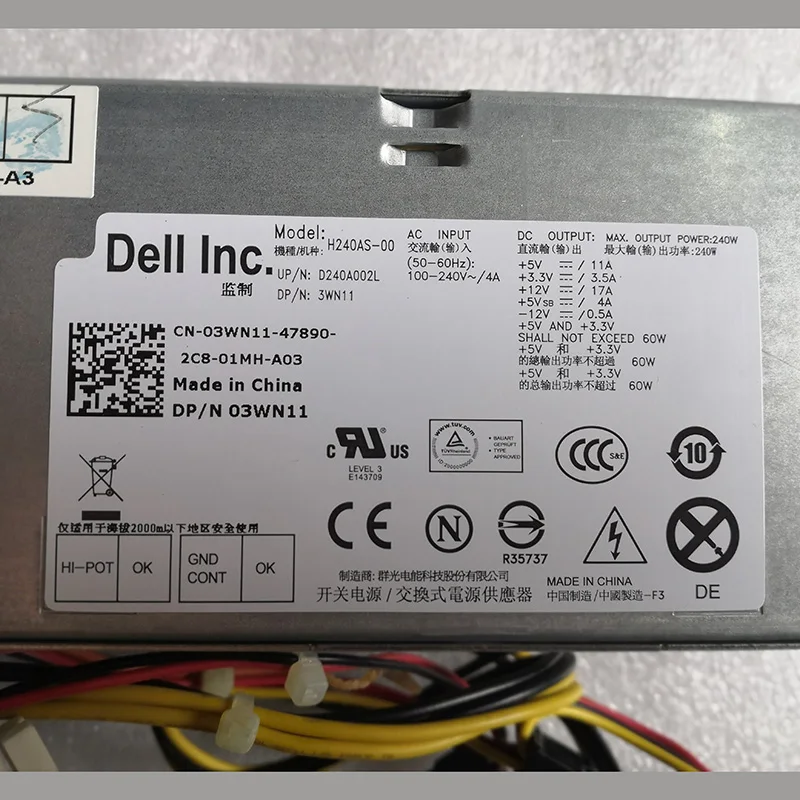 -A3
Dell Inc.
监制
Model: H240AS-00
機種/机种:
UP/N: D240A002L
DP/N: 3WN11
AC INPUT
交流輸(输)入
(50-60Hz):
100-240V~/4A
DC OUTPUT: MAX. OUTPUT POWER:240W
直流輸(输)出 最大輸(输)出功率:240W
+5V ⎓ / 11A
+3.3V ⎓ / 3.5A
+12V ⎓ / 17A
+5VSB ⎓ / 4A
-12V ⎓ /0.5A
+5V AND +3.3V
SHALL NOT EXCEED 60W
+5V 和 +3.3V
的總輸出功率不超過 60W
+5V 和 +3.3V
的总输出功率不超过 60W
CN-03WN11-47890-
2C8-01MH-A03
Made in China
DP/N 03WN11
c RU US
LEVEL 3
E143709
www.tuv.com
TÜVRheinland
BAUART
GEPRÜFT
TYPE
APPROVED
CCC S&E
10
仅适用于海拔2000m以下地区安全使用
HI-POT OK
GND CONT OK
CE
N
R35737
DE
制造商: 群光电能科技股份有限公司
开关电源/交換式電源供應器
MADE IN CHINA
中国制造/中國製造-F3